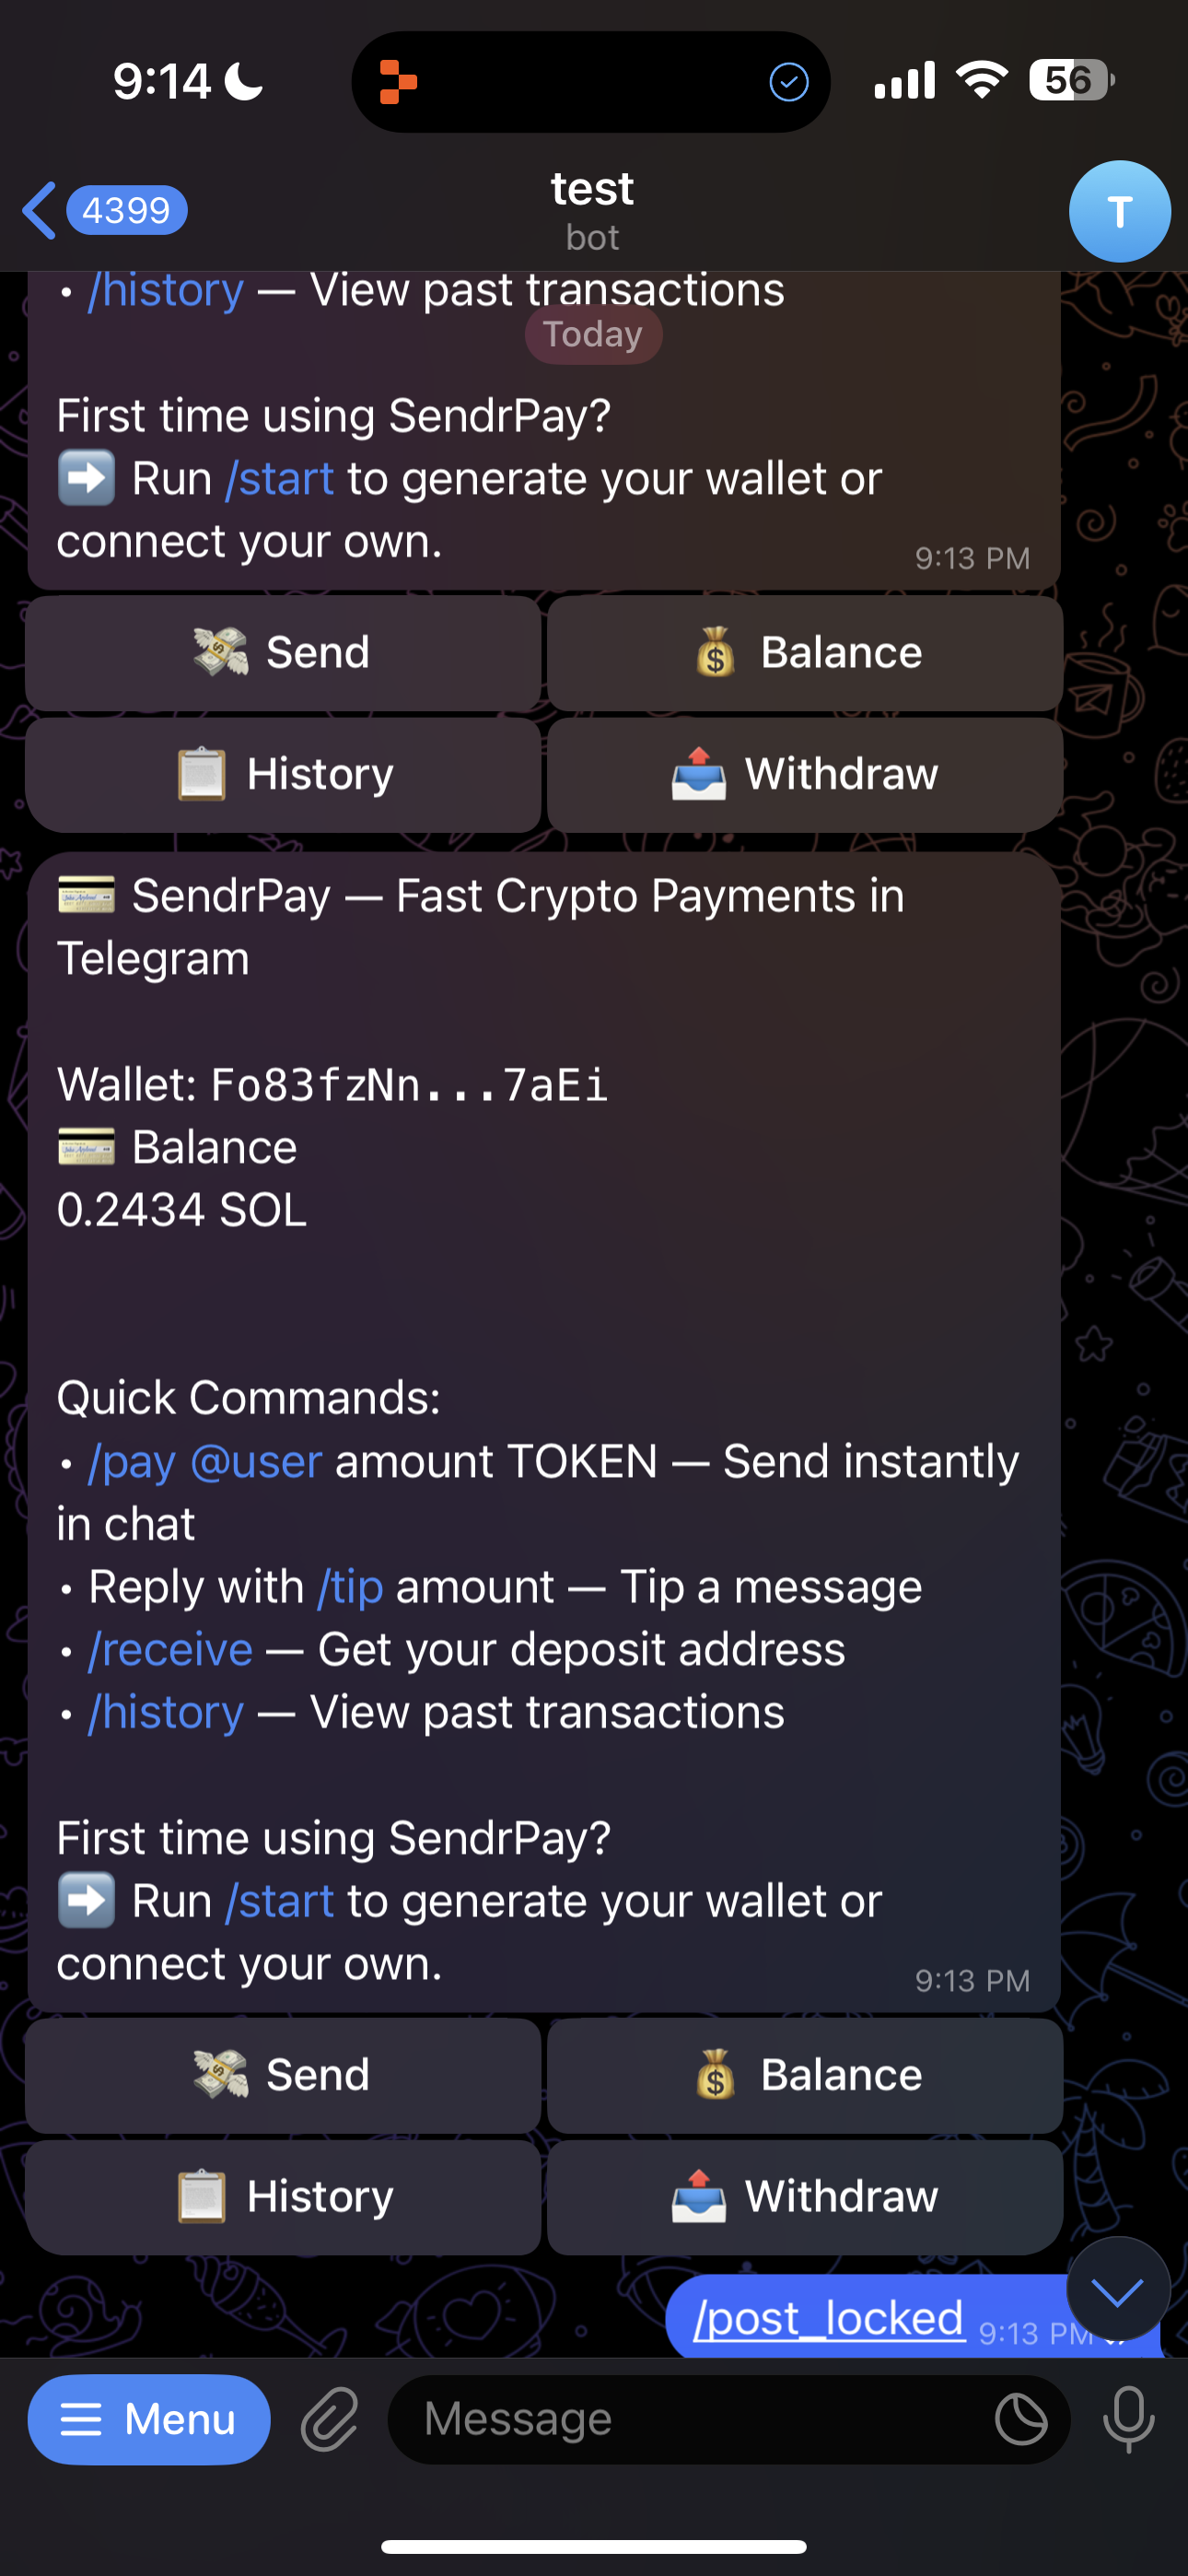 9:14
56
4399
test
bot
T
• /history — View past transactions
Today
First time using SendrPay?
➡️ Run /start to generate your wallet or
connect your own.
9:13 PM
💸 Send
💰 Balance
📋 History
📤 Withdraw
💳 SendrPay — Fast Crypto Payments in
Telegram
Wallet: Fo83fzNn...7aEi
💳 Balance
0.2434 SOL
Quick Commands:
• /pay @user amount TOKEN — Send instantly
in chat
• Reply with /tip amount — Tip a message
• /receive — Get your deposit address
• /history — View past transactions
First time using SendrPay?
➡️ Run /start to generate your wallet or
connect your own.
9:13 PM
💸 Send
💰 Balance
📋 History
📤 Withdraw
/post_locked 9:13 PM
Menu
Message